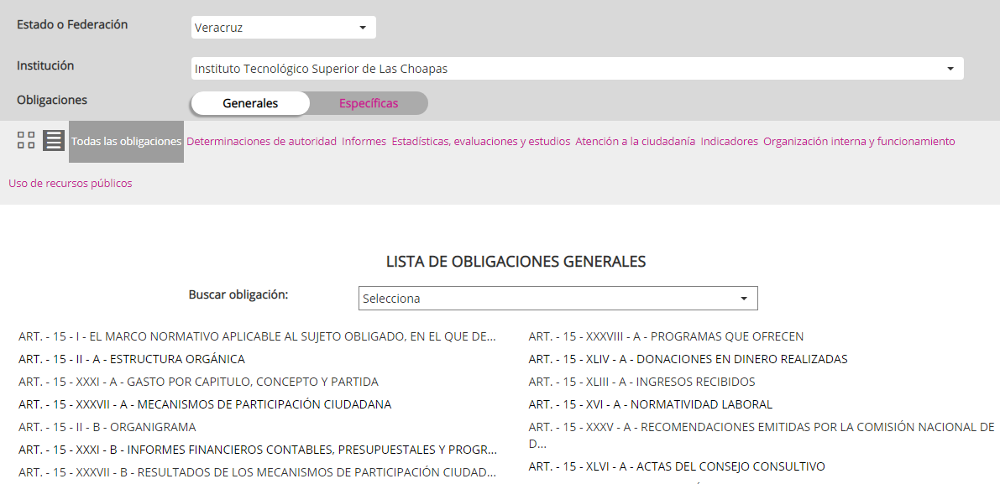 Estado o Federación
Veracruz
Institución
Instituto Tecnológico Superior de Las Choapas
Obligaciones
Generales
Específicas
Todas las obligaciones Determinaciones de autoridad Informes Estadísticas, evaluaciones y estudios Atención a la ciudadanía Indicadores Organización interna y funcionamiento
Uso de recursos públicos
LISTA DE OBLIGACIONES GENERALES
Buscar obligación:
Selecciona
ART. - 15 - I - EL MARCO NORMATIVO APLICABLE AL SUJETO OBLIGADO, EN EL QUE DE...
ART. - 15 - II - A - ESTRUCTURA ORGÁNICA
ART. - 15 - XXXI - A - GASTO POR CAPITULO, CONCEPTO Y PARTIDA
ART. - 15 - XXXVII - A - MECANISMOS DE PARTICIPACIÓN CIUDADANA
ART. - 15 - II - B - ORGANIGRAMA
ART. - 15 - XXXI - B - INFORMES FINANCIEROS CONTABLES, PRESUPUESTALES Y PROGR...
ART. - 15 - XXXVII - B - RESULTADOS DE LOS MECANISMOS DE PARTICIPACIÓN CIUDAD...
ART. - 15 - XXXVIII - A - PROGRAMAS QUE OFRECEN
ART. - 15 - XLIV - A - DONACIONES EN DINERO REALIZADAS
ART. - 15 - XLIII - A - INGRESOS RECIBIDOS
ART. - 15 - XVI - A - NORMATIVIDAD LABORAL
ART. - 15 - XXXV - A - RECOMENDACIONES EMITIDAS POR LA COMISIÓN NACIONAL DE
D...
ART. - 15 - XLVI - A - ACTAS DEL CONSEJO CONSULTIVO